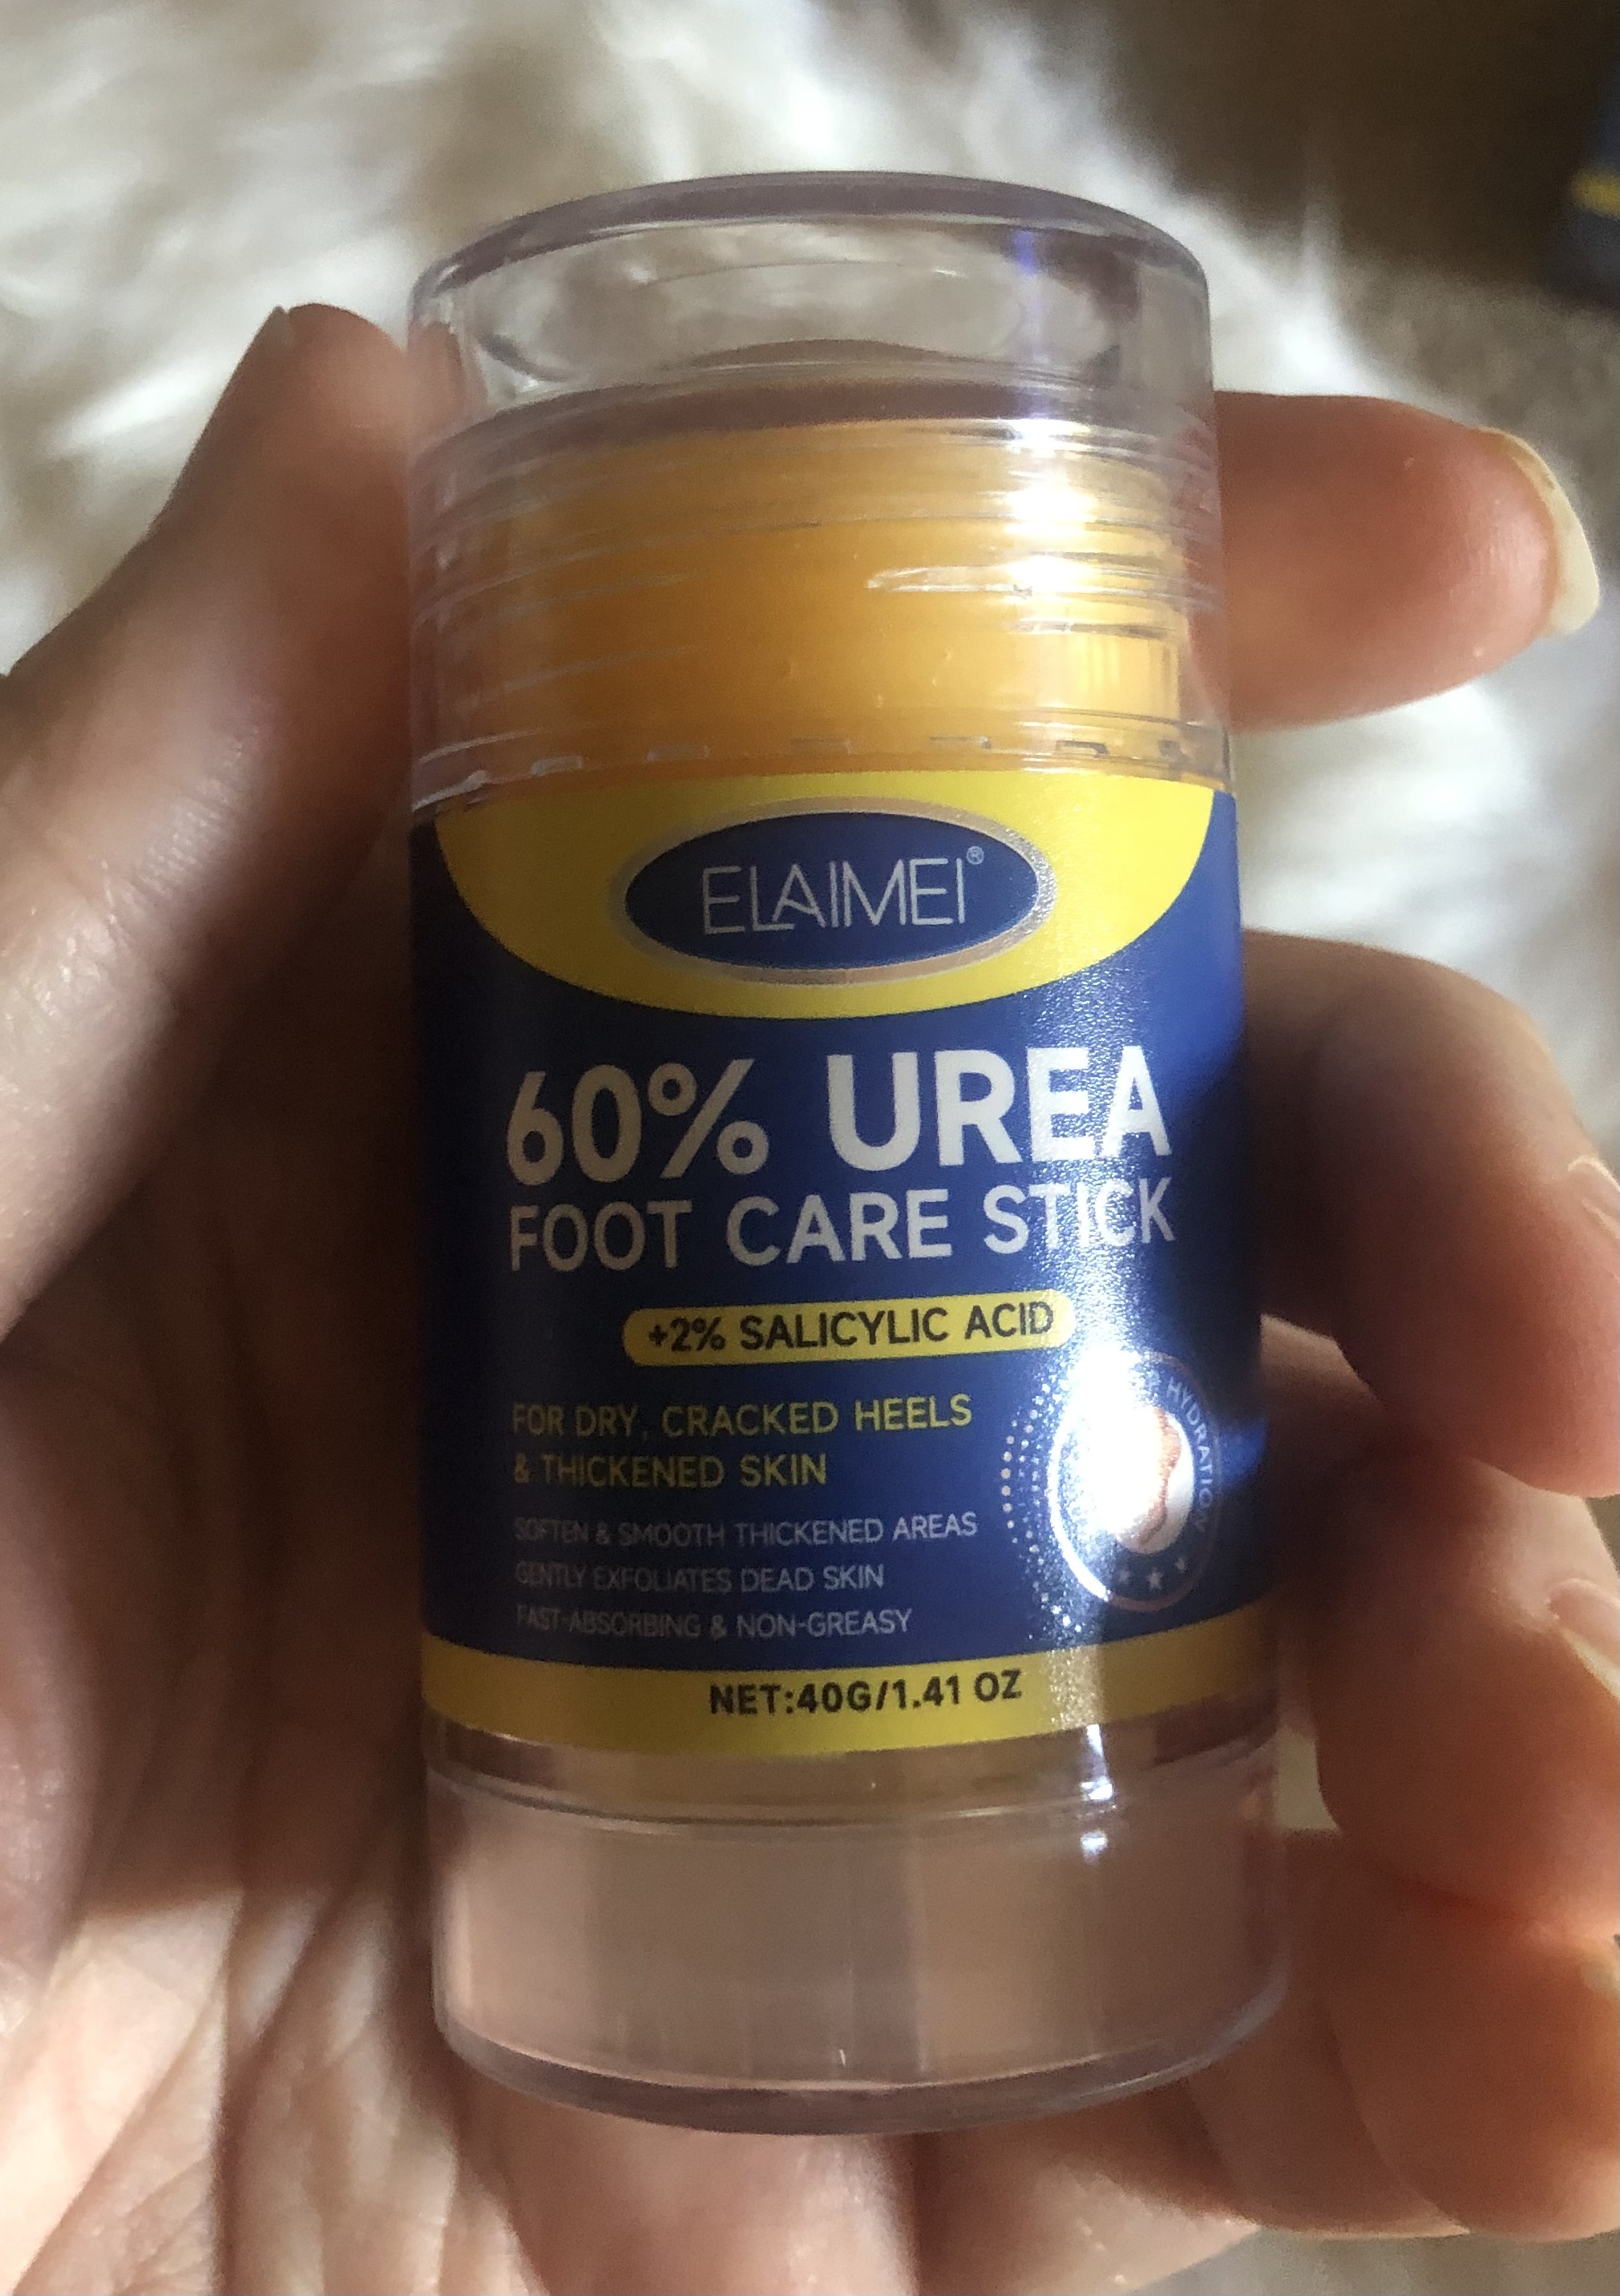 ELAIMEI®
60% UREA
FOOT CARE STICK
+2% SALICYLIC ACID
FOR DRY, CRACKED HEELS
& THICKENED SKIN
SOFTEN & SMOOTH THICKENED AREAS
GENTLY EXFOLIATES DEAD SKIN
FAST-ABSORBING & NON-GREASY
HYDRATION
NET:40G/1.41 OZ